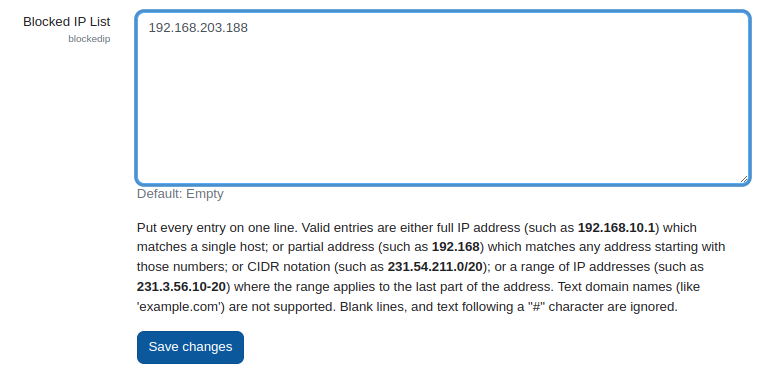 Blocked IP List
blockedip
192.168.203.188
Default: Empty
Put every entry on one line. Valid entries are either full IP address (such as 192.168.10.1) which
matches a single host; or partial address (such as 192.168) which matches any address starting with
those numbers; or CIDR notation (such as 231.54.211.0/20); or a range of IP addresses (such as
231.3.56.10-20) where the range applies to the last part of the address. Text domain names (like
'example.com') are not supported. Blank lines, and text following a "#" character are ignored.
Save changes